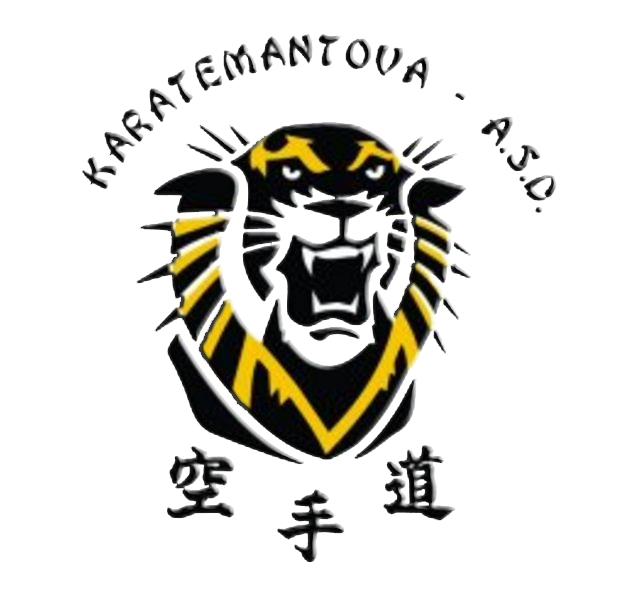 KARATEMANTOVA - A.S.D.
空手道